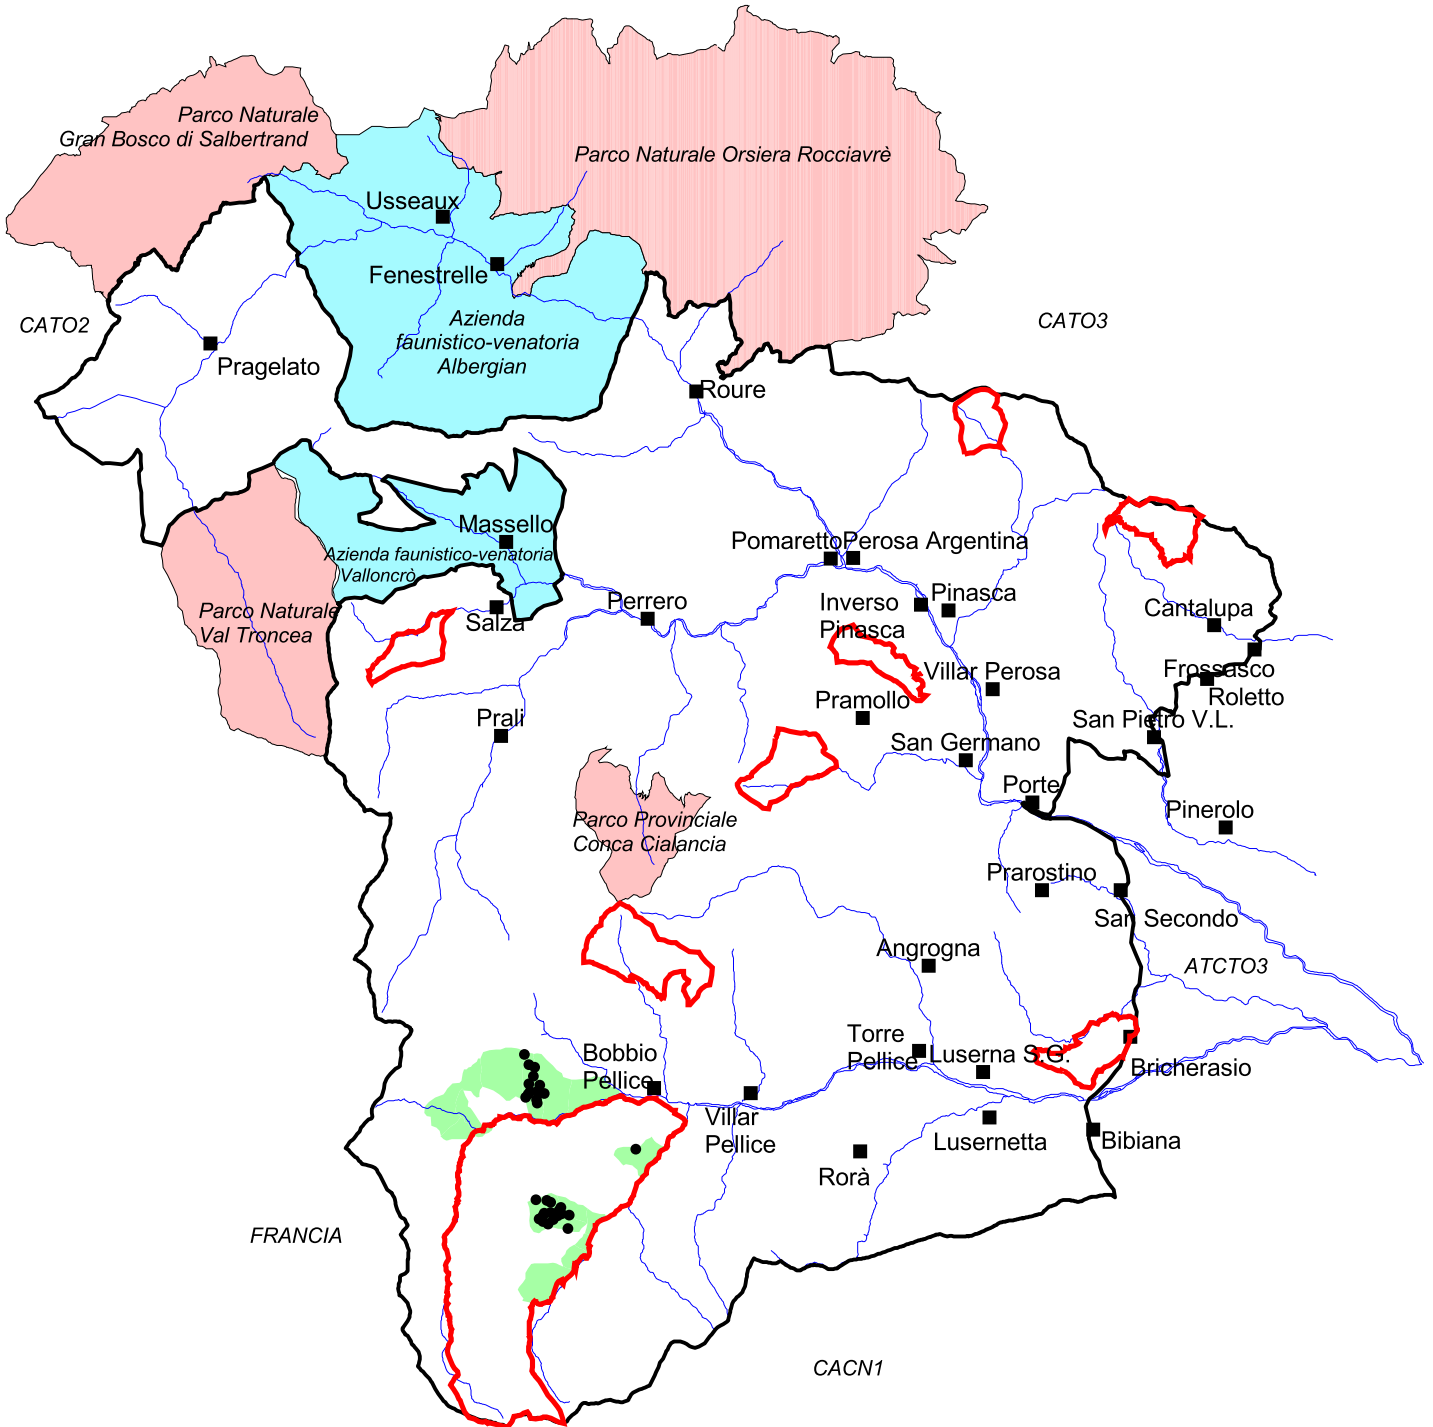 Parco Naturale
Gran Bosco di Salbertrand
Parco Naturale Orsiera Rocciavrè
Usseaux
Fenestrelle
CATO2
Azienda
faunistico-venatoria
Albergian
CATO3
Pragelato
Roure
Massello
Azienda faunistico-venatoria
Valloncrò
Pomaretto
Perosa Argentina
Parco Naturale
Val Troncea
Salza
Perrero
Inverso
Pinasca
Pinasca
Cantalupa
Villar Perosa
Frossasco
Roletto
Pramollo
Prali
San Pietro V.L.
San Germano
Porte
Pinerolo
Parco Provinciale
Conca Cialancia
Prarostino
San Secondo
Angrogna
ATCTO3
Bobbio
Pellice
Torre
Pellice
Luserna S.G.
Bricherasio
Villar
Pellice
Lusernetta
Bibiana
Rorà
FRANCIA
CACN1